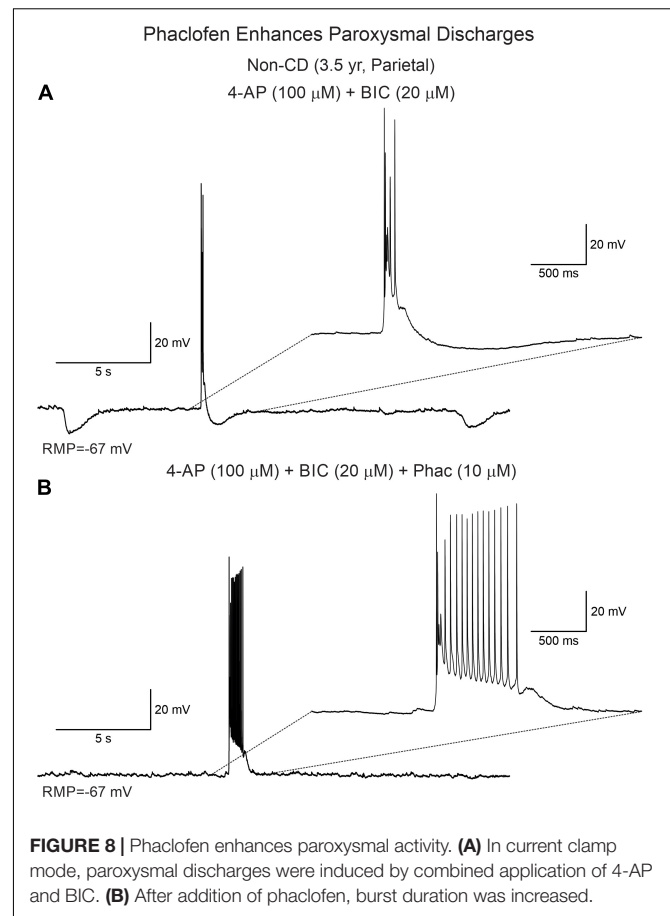 Phaclofen Enhances Paroxysmal Discharges
Non-CD (3.5 yr, Parietal)
A
4-AP (100 µM) + BIC (20 µM)
20 mV
500 ms
20 mV
5 s
RMP=-67 mV
B
4-AP (100 µM) + BIC (20 µM) + Phac (10 µM)
20 mV
500 ms
20 mV
5 s
RMP=-67 mV
FIGURE 8 | Phaclofen enhances paroxysmal activity. (A) In current clamp
mode, paroxysmal discharges were induced by combined application of 4-AP
and BIC. (B) After addition of phaclofen, burst duration was increased.